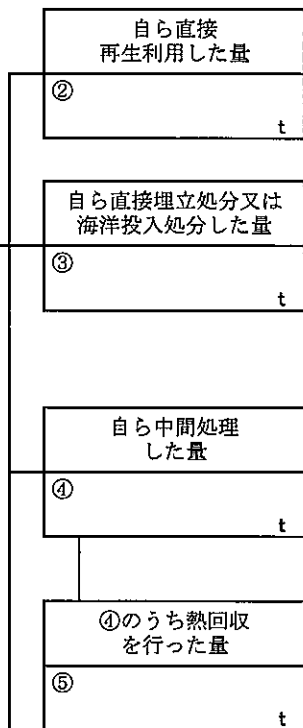 自ら直接
再生利用した量
②
t
自ら直接埋立処分又は
海洋投入処分した量
③
t
自ら中間処理
した量
④
t
④のうち熱回収
を行った量
⑤
t